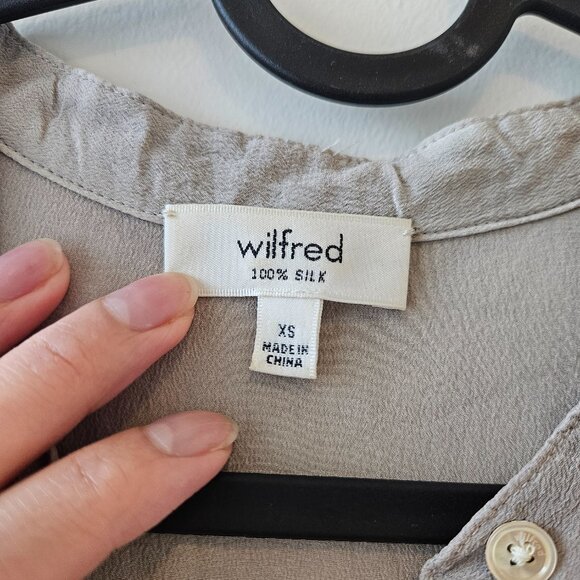 wilfred
100% SILK
XS
MADE IN
CHINA